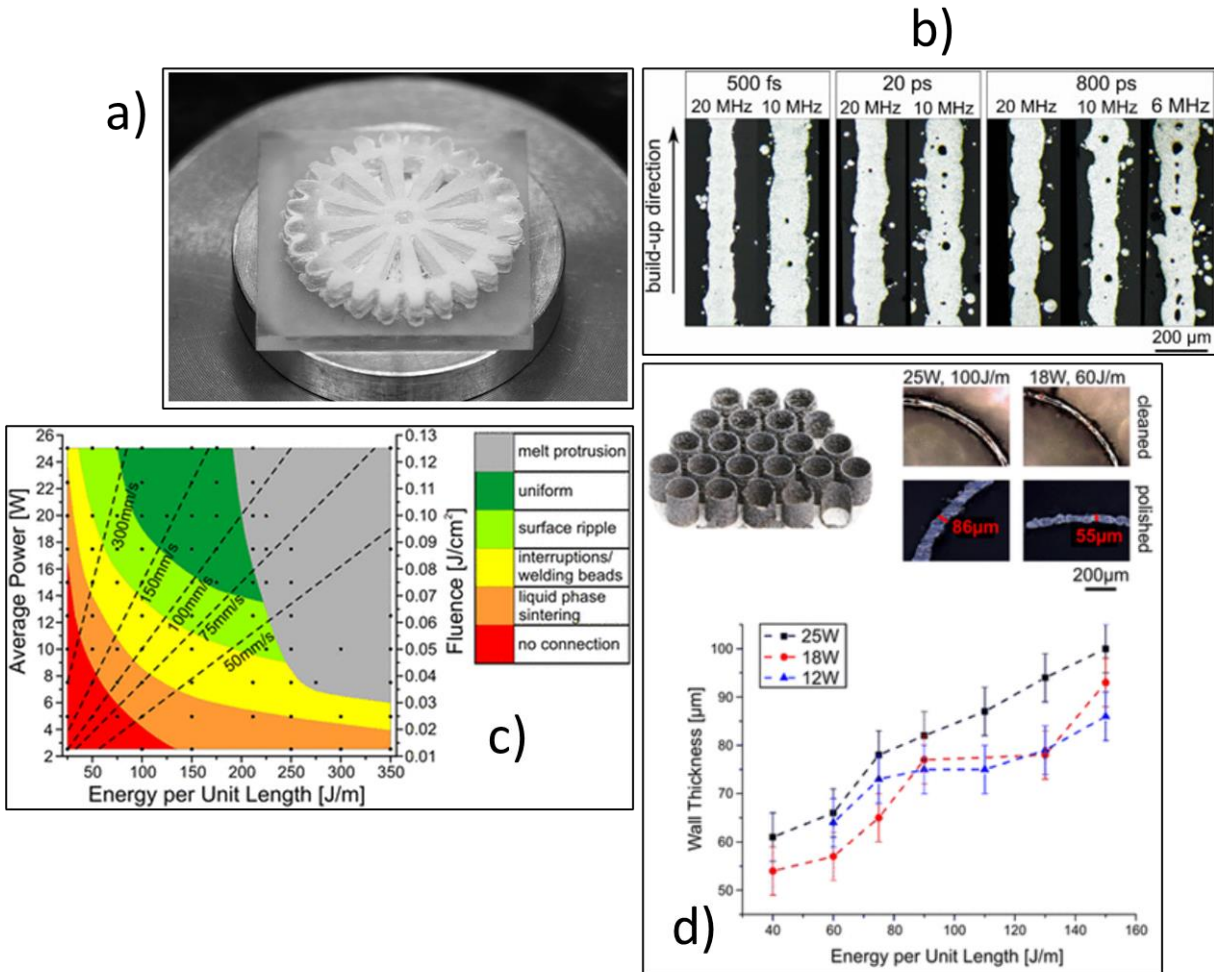 b)
a)
500 fs
20 ps
800 ps
20 MHz
10 MHz
20 MHz
10 MHz
20 MHz
10 MHz
6 MHz
build-up direction
200 µm
c)
26
24
22
20
18
16
14
12
10
8
6
4
2
Average Power [W]
300mm/s
150mm/s
100mm/s
75mm/s
50mm/s
0.13
0.12
0.11
0.10
0.09
0.08
0.07
0.06
0.05
0.04
0.03
0.02
0.01
Fluence [J/cm²]
50
100
150
200
250
300
350
Energy per Unit Length [J/m]
melt protrusion
uniform
surface ripple
interruptions/
welding beads
liquid phase
sintering
no connection
d)
25W, 100J/m
18W, 60J/m
cleaned
polished
86µm
55µm
200µm
25W
18W
12W
Wall Thickness [µm]
100
90
80
70
60
50
40
60
80
100
120
140
160
Energy per Unit Length [J/m]